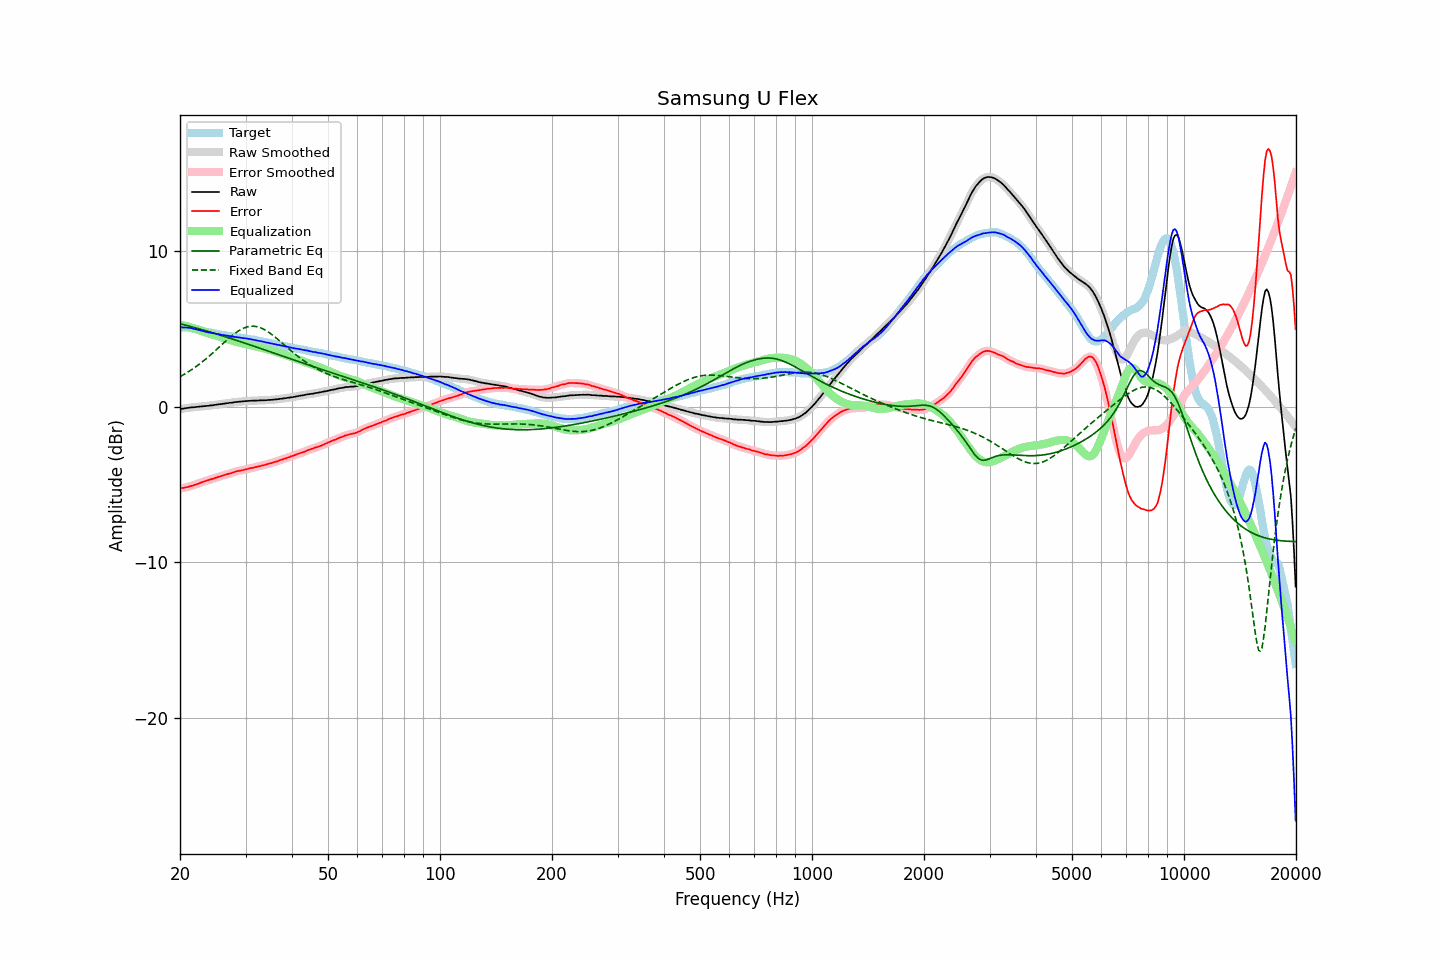 Samsung U Flex
Target
Raw Smoothed
Error Smoothed
Raw
Error
Equalization
Parametric Eq
Fixed Band Eq
Equalized
10
0
−10
−20
Amplitude (dBr)
20 50 100 200 500 1000 2000 5000 10000 20000
Frequency (Hz)